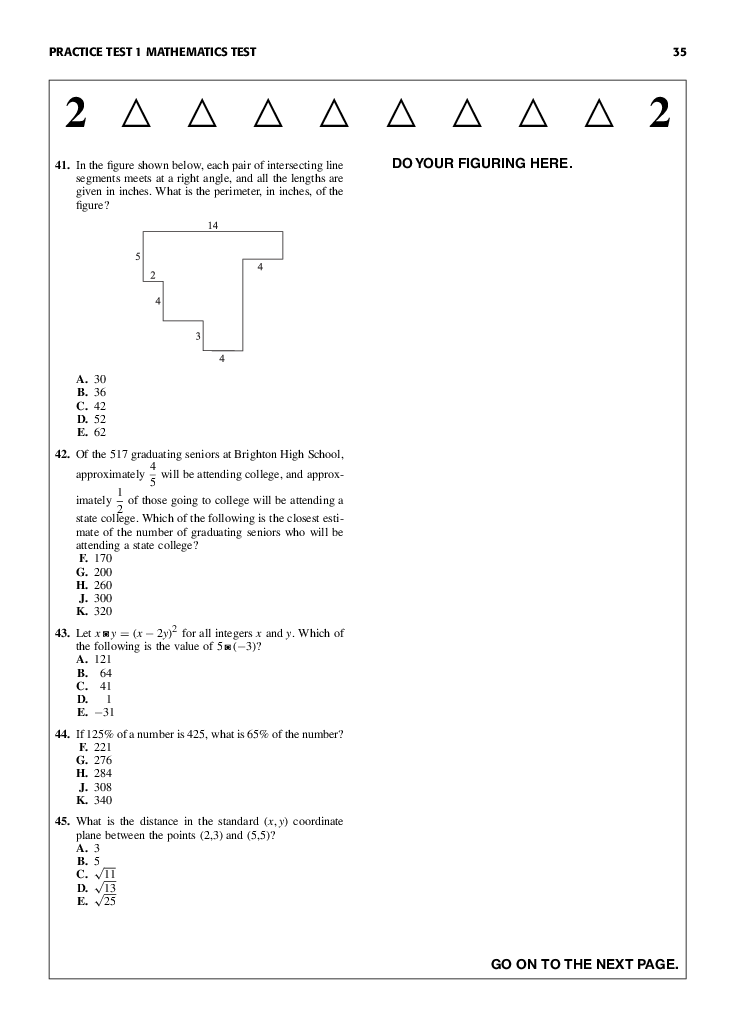 PRACTICE TEST 1 MATHEMATICS TEST 35
2 2
41. In the figure shown below, each pair of intersecting line
segments meets at a right angle, and all the lengths are
given in inches. What is the perimeter, in inches, of the
figure?
14
5
4
2
4
3
4
A. 30
B. 36
C. 42
D. 52
E. 62
42. Of the 517 graduating seniors at Brighton High School,
approximately 4/5 will be attending college, and approx-
imately 1/2 of those going to college will be attending a
state college. Which of the following is the closest esti-
mate of the number of graduating seniors who will be
attending a state college?
F. 170
G. 200
H. 260
J. 300
K. 320
43. Let x ◙ y = (x − 2y)² for all integers x and y. Which of
the following is the value of 5 ◙ (−3)?
A. 121
B. 64
C. 41
D. 1
E. −31
44. If 125% of a number is 425, what is 65% of the number?
F. 221
G. 276
H. 284
J. 308
K. 340
45. What is the distance in the standard (x, y) coordinate
plane between the points (2,3) and (5,5)?
A. 3
B. 5
C. √11
D. √13
E. √25
DO YOUR FIGURING HERE.
GO ON TO THE NEXT PAGE.